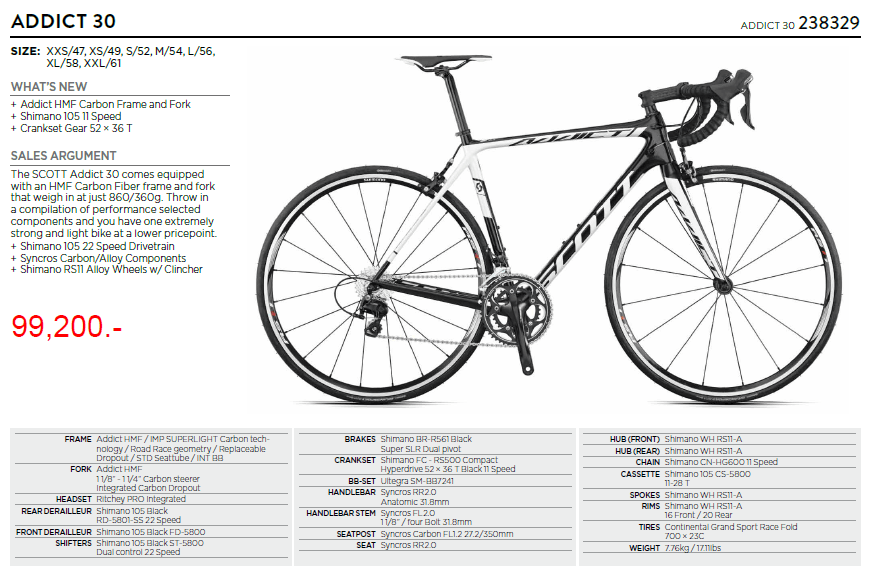 ADDICT 30
ADDICT 30 238329
SIZE: XXS/47, XS/49, S/52, M/54, L/56,
XL/58, XXL/61
WHAT'S NEW
+ Addict HMF Carbon Frame and Fork
+ Shimano 105 11 Speed
+ Crankset Gear 52 × 36 T
SALES ARGUMENT
The SCOTT Addict 30 comes equipped
with an HMF Carbon Fiber frame and fork
that weigh in at just 860/360g. Throw in
a compilation of performance selected
components and you have one extremely
strong and light bike at a lower pricepoint.
+ Shimano 105 22 Speed Drivetrain
+ Syncros Carbon/Alloy Components
+ Shimano RS11 Alloy Wheels w/ Clincher
99,200.-
ADDICT
SCOTT
ADDICT
FRAME Addict HMF / IMP SUPERLIGHT Carbon tech-
nology / Road Race geometry / Replaceable
Dropout / STD Seattube / INT BB
FORK Addict HMF
1 1/8" - 1 1/4" Carbon steerer
Integrated Carbon Dropout
HEADSET Ritchey PRO Integrated
REAR DERAILLEUR Shimano 105 Black
RD-5801-SS 22 Speed
FRONT DERAILLEUR Shimano 105 Black FD-5800
SHIFTERS Shimano 105 Black ST-5800
Dual control 22 Speed
BRAKES Shimano BR-R561 Black
Super SLR Dual pivot
CRANKSET Shimano FC - RS500 Compact
Hyperdrive 52 × 36 T Black 11 Speed
BB-SET Ultegra SM-BB7241
HANDLEBAR Syncros RR2.0
Anatomic 31.8mm
HANDLEBAR STEM Syncros FL 2.0
1 1/8" / four Bolt 31.8mm
SEATPOST Syncros Carbon FL1.2 27.2/350mm
SEAT Syncros RR2.0
HUB (FRONT) Shimano WH RS11-A
HUB (REAR) Shimano WH RS11-A
CHAIN Shimano CN-HG600 11 Speed
CASSETTE Shimano 105 CS-5800
11-28 T
SPOKES Shimano WH RS11-A
RIMS Shimano WH RS11-A
16 Front / 20 Rear
TIRES Continental Grand Sport Race Fold
700 × 23C
WEIGHT 7.76kg / 17.11lbs